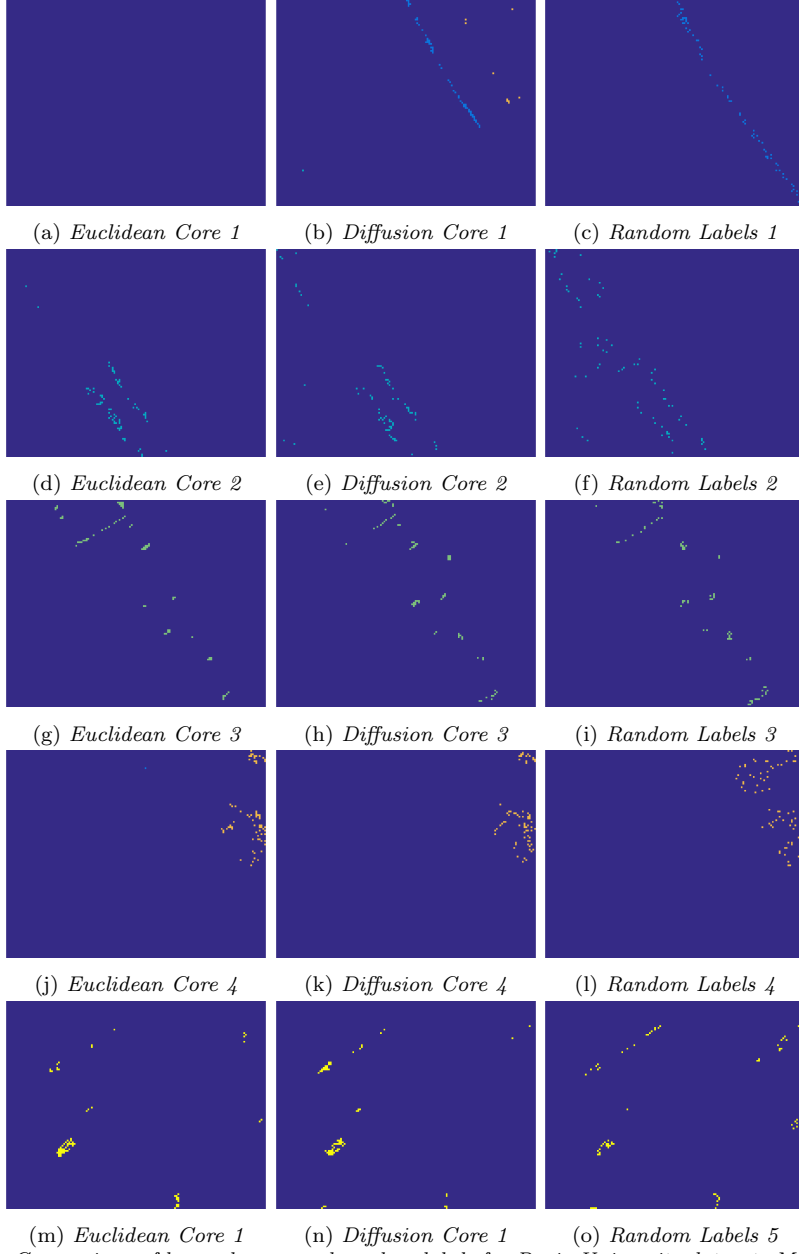 (a) Euclidean Core 1
(b) Diffusion Core 1
(c) Random Labels 1
(d) Euclidean Core 2
(e) Diffusion Core 2
(f) Random Labels 2
(g) Euclidean Core 3
(h) Diffusion Core 3
(i) Random Labels 3
(j) Euclidean Core 4
(k) Diffusion Core 4
(l) Random Labels 4
(m) Euclidean Core 1
(n) Diffusion Core 1
(o) Random Labels 5